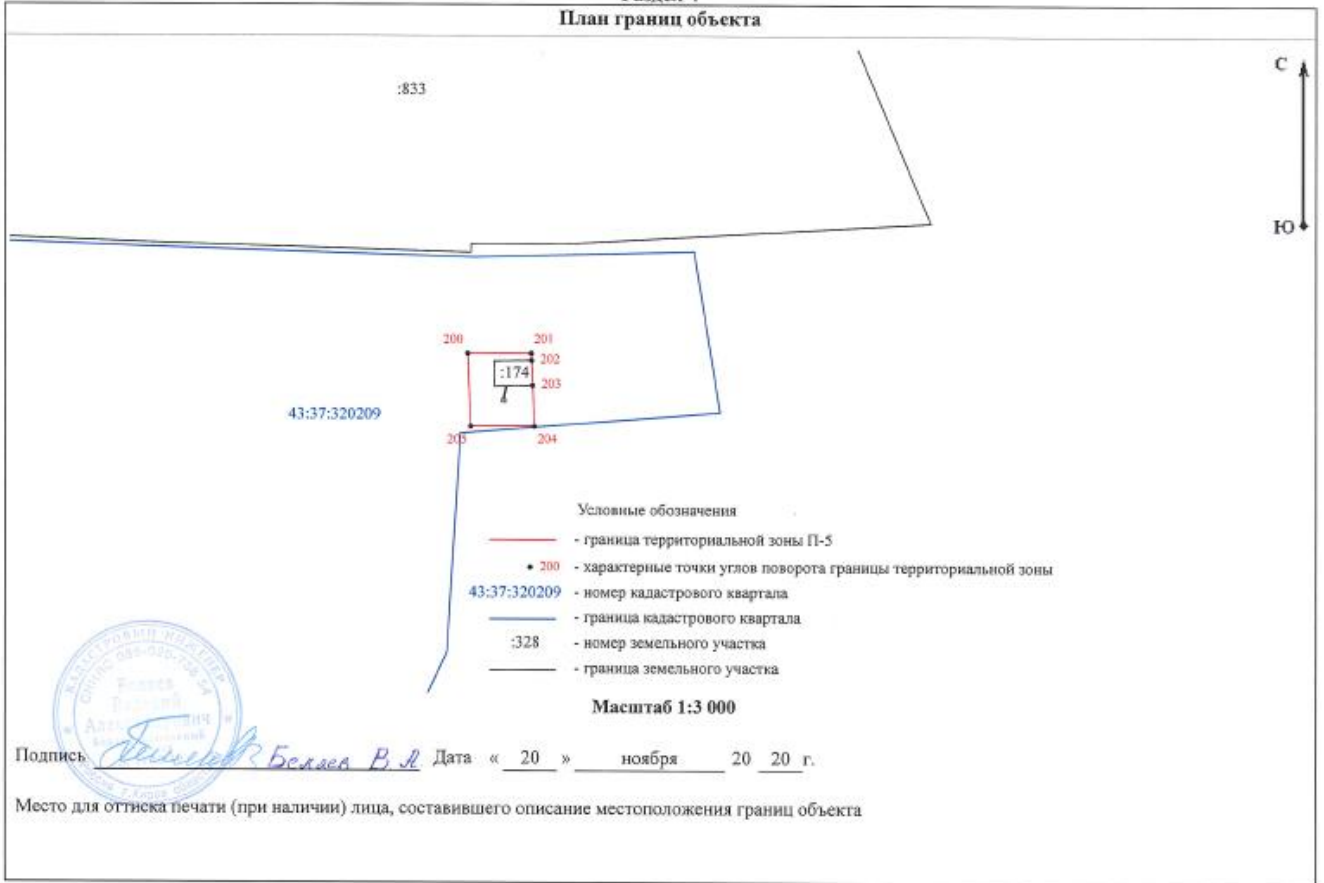 План границ объекта
С
:833
Ю
200 201
202
:174
203
43:37:320209
205 204
Условные обозначения
- граница территориальной зоны П-5
200 - характерные точки углов поворота границы территориальной зоны
43:37:320209 - номер кадастрового квартала
- граница кадастрового квартала
:328 - номер земельного участка
- граница земельного участка
Масштаб 1:3 000
КАДАСТРОВЫЙ ИНЖЕНЕР
Подпись Беляев В.А. Дата « 20 » ноября 20 20 г.
Место для оттиска печати (при наличии) лица, составившего описание местоположения границ объекта